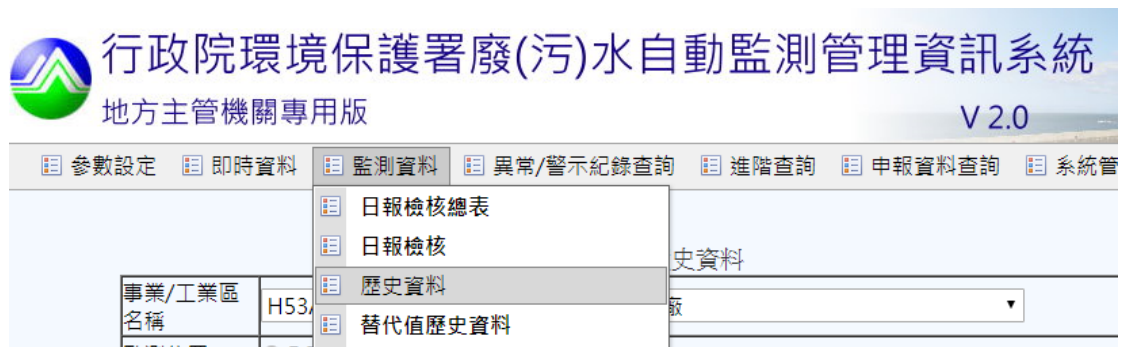 行政院環境保護署廢(污)水自動監測管理資訊系統
地方主管機關專用版
V 2.0
參數設定 即時資料 監測資料 異常/警示紀錄查詢 進階查詢 申報資料查詢 系統管
日報檢核總表
日報檢核
史資料
歷史資料
事業/工業區
名稱
H53
廠
替代值歷史資料